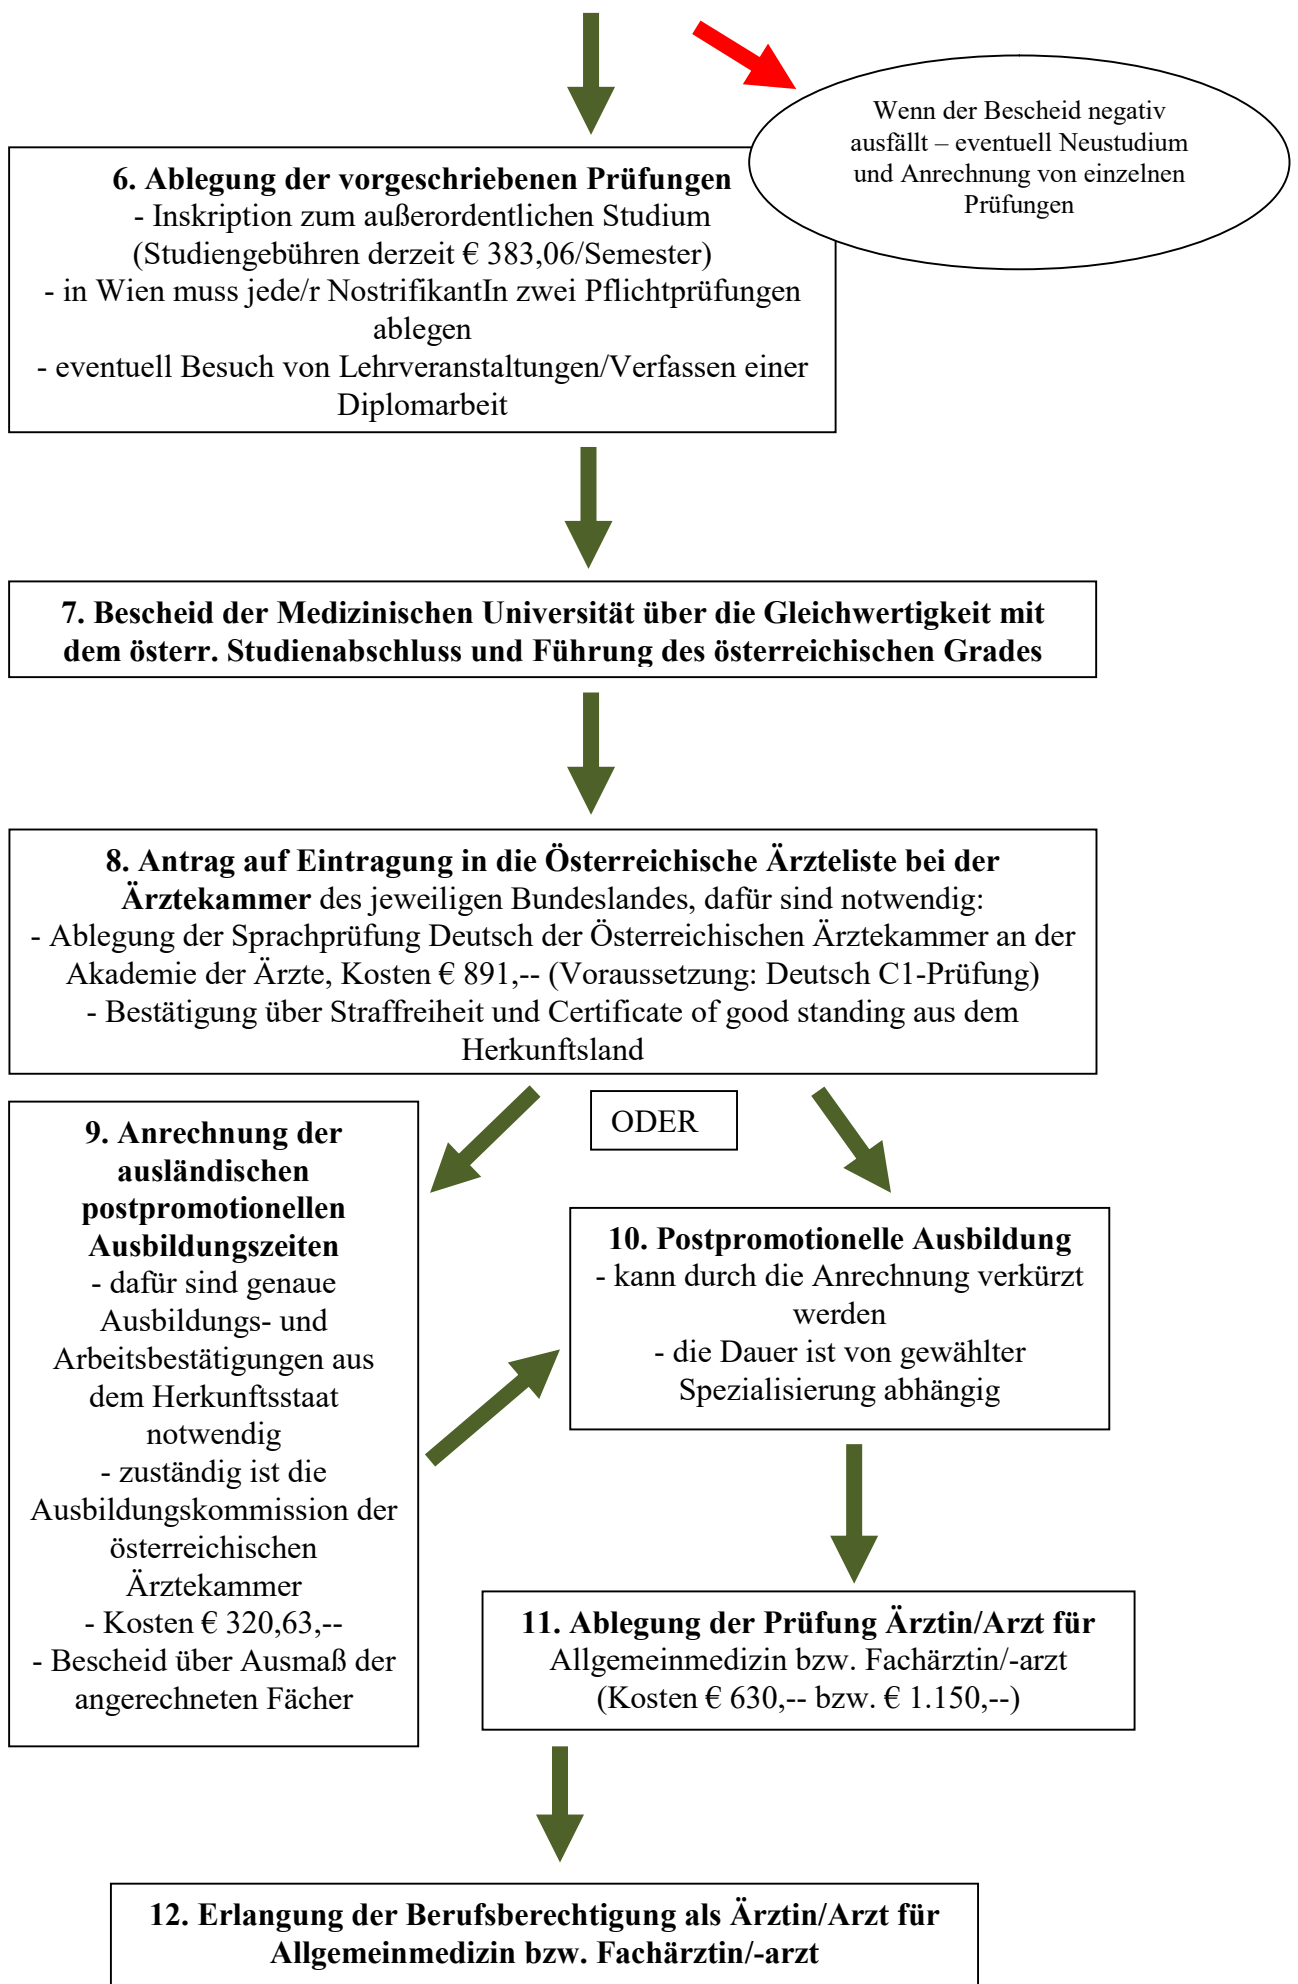 Wenn der Bescheid negativ
ausfällt – eventuell Neustudium
und Anrechnung von einzelnen
Prüfungen
6. Ablegung der vorgeschriebenen Prüfungen
- Inskription zum außerordentlichen Studium
(Studiengebühren derzeit € 383,06/Semester)
- in Wien muss jede/r NostrifikantIn zwei Pflichtprüfungen
ablegen
- eventuell Besuch von Lehrveranstaltungen/Verfassen einer
Diplomarbeit
7. Bescheid der Medizinischen Universität über die Gleichwertigkeit mit
dem österr. Studienabschluss und Führung des österreichischen Grades
8. Antrag auf Eintragung in die Österreichische Ärzteliste bei der
Ärztekammer des jeweiligen Bundeslandes, dafür sind notwendig:
- Ablegung der Sprachprüfung Deutsch der Österreichischen Ärztekammer an der
Akademie der Ärzte, Kosten € 891,-- (Voraussetzung: Deutsch C1-Prüfung)
- Bestätigung über Straffreiheit und Certificate of good standing aus dem
Herkunftsland
ODER
9. Anrechnung der
ausländischen
postpromotionellen
Ausbildungszeiten
- dafür sind genaue
Ausbildungs- und
Arbeitsbestätigungen aus
dem Herkunftsstaat
notwendig
- zuständig ist die
Ausbildungskommission der
österreichischen
Ärztekammer
- Kosten € 320,63,--
- Bescheid über Ausmaß der
angerechneten Fächer
10. Postpromotionelle Ausbildung
- kann durch die Anrechnung verkürzt
werden
- die Dauer ist von gewählter
Spezialisierung abhängig
11. Ablegung der Prüfung Ärztin/Arzt für
Allgemeinmedizin bzw. Fachärztin/-arzt
(Kosten € 630,-- bzw. € 1.150,--)
12. Erlangung der Berufsberechtigung als Ärztin/Arzt für
Allgemeinmedizin bzw. Fachärztin/-arzt